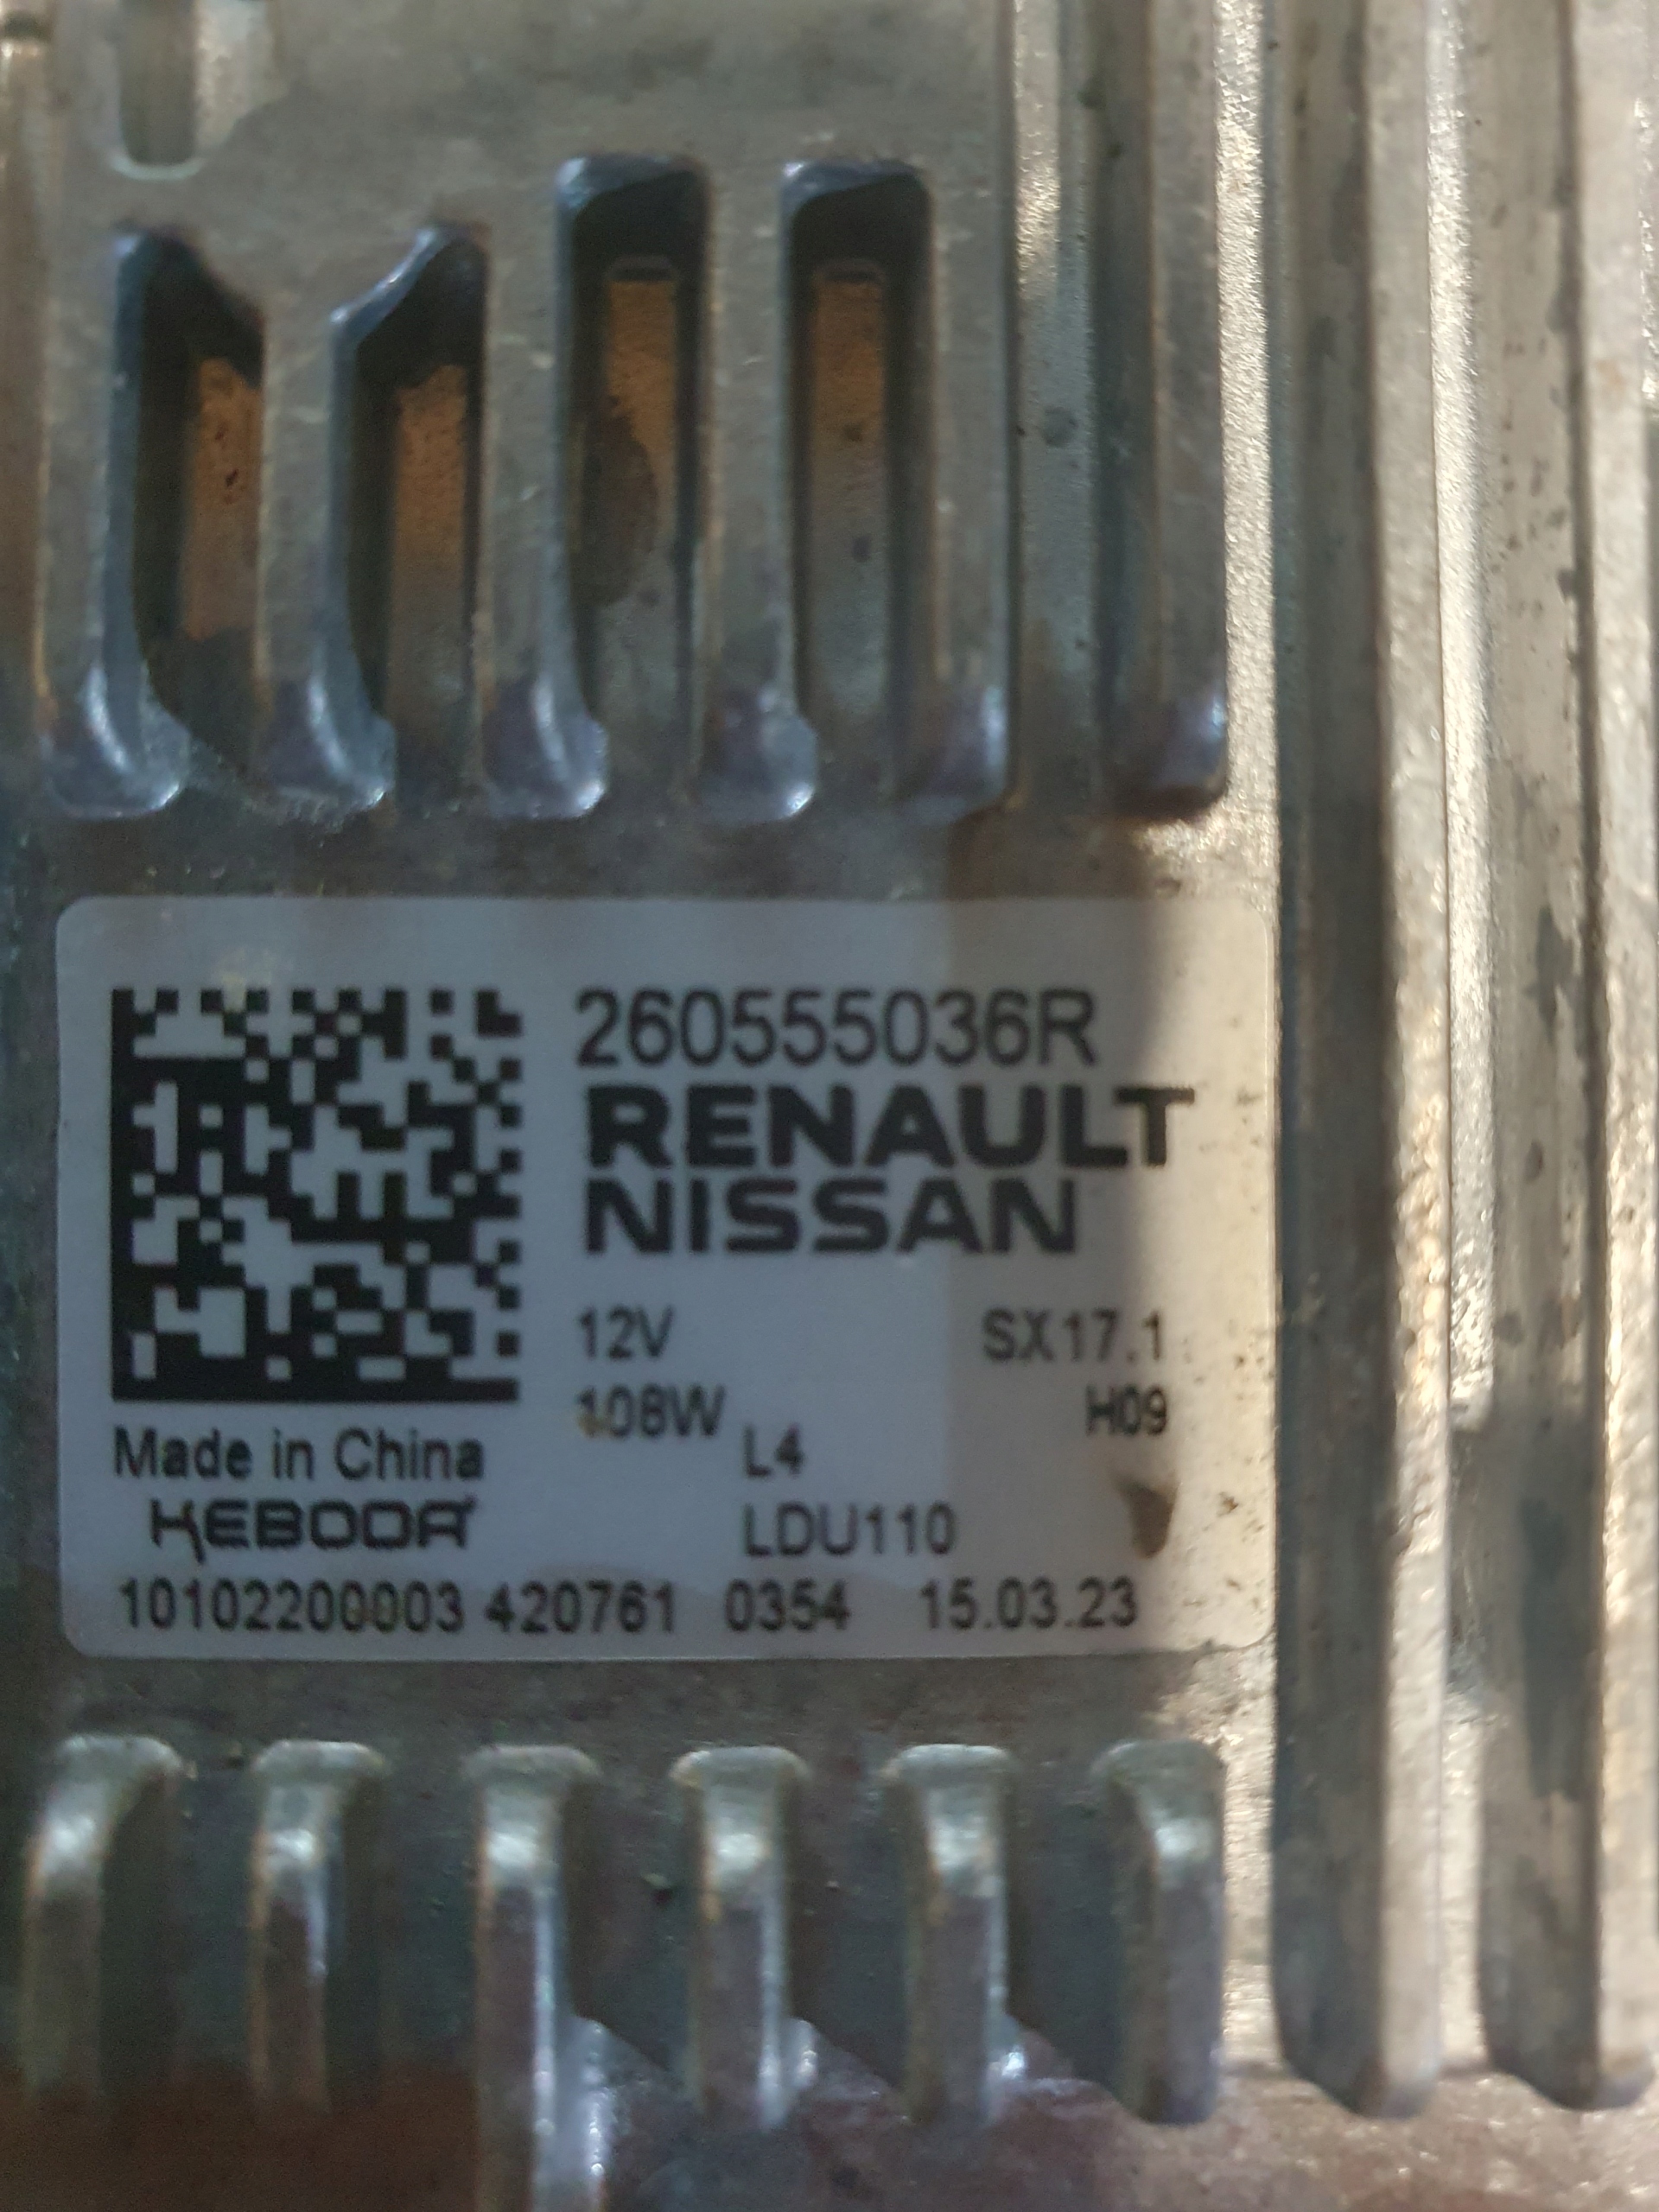 260555036R
RENAULT
NISSAN
12V SX17.1
108W H09
L4
Made in China
KEBODA
LDU110
10102200003 420761 0354 15.03.23